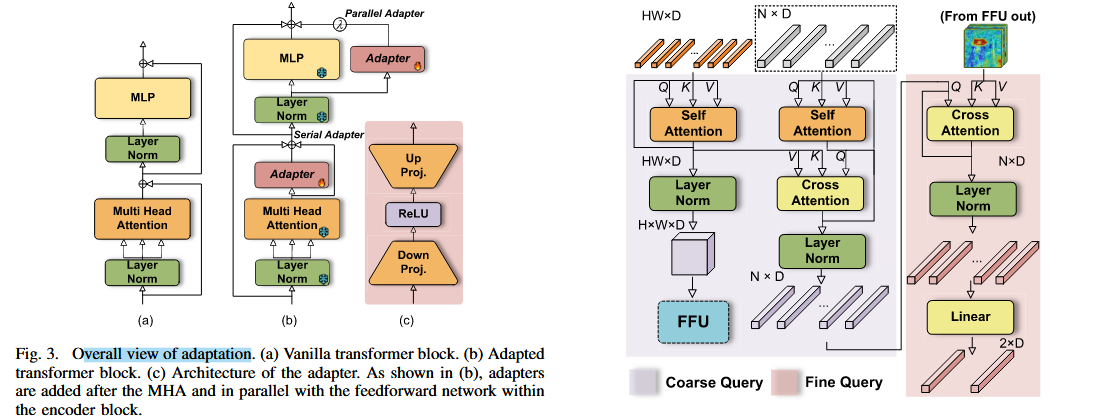 MLP
Layer
Norm
Multi Head
Attention
Layer
Norm
(a)
Parallel Adapter
λ
MLP
Adapter
Layer
Norm
Serial Adapter
Adapter
Multi Head
Attention
Layer
Norm
(b)
Up
Proj.
ReLU
Down
Proj.
(c)
Fig. 3. Overall view of adaptation. (a) Vanilla transformer block. (b) Adapted
transformer block. (c) Architecture of the adapter. As shown in (b), adapters
are added after the MHA and in parallel with the feedforward network within
the encoder block.
HW×D
N × D
(From FFU out)
...
...
Q K V
Self
Attention
Q K V
Self
Attention
Q K V
Cross
Attention
HW×D
V K Q
N×D
Layer
Norm
Cross
Attention
Layer
Norm
H×W×D
Layer
Norm
N × D
...
...
FFU
Linear
2×D
Coarse Query
Fine Query